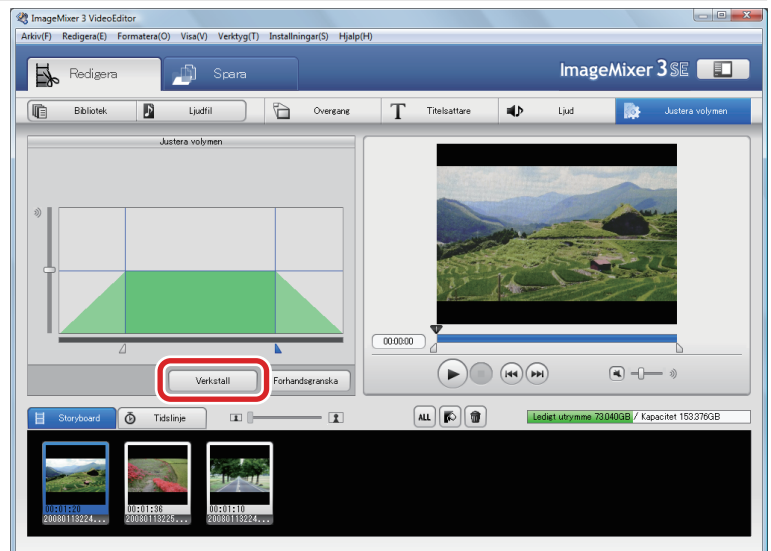 ImageMixer 3 VideoEditor
Arkiv(F) Redigera(E) Formatera(O) Visa(V) Verktyg(T) Installningar(S) Hjalp(H)
Redigera Spara ImageMixer 3 SE
Bibliotek Ljudfil Overgang T Titelsattare Ljud Justera volymen
Justera volymen
00:00:00
Verkstall Forhandsgranska
Storyboard Tidslinje ALL Ledigt utrymme 73.040GB / Kapacitet 153.376GB
00:01:20 00:01:36 00:01:10
20080113224... 20080113225... 20080113224...